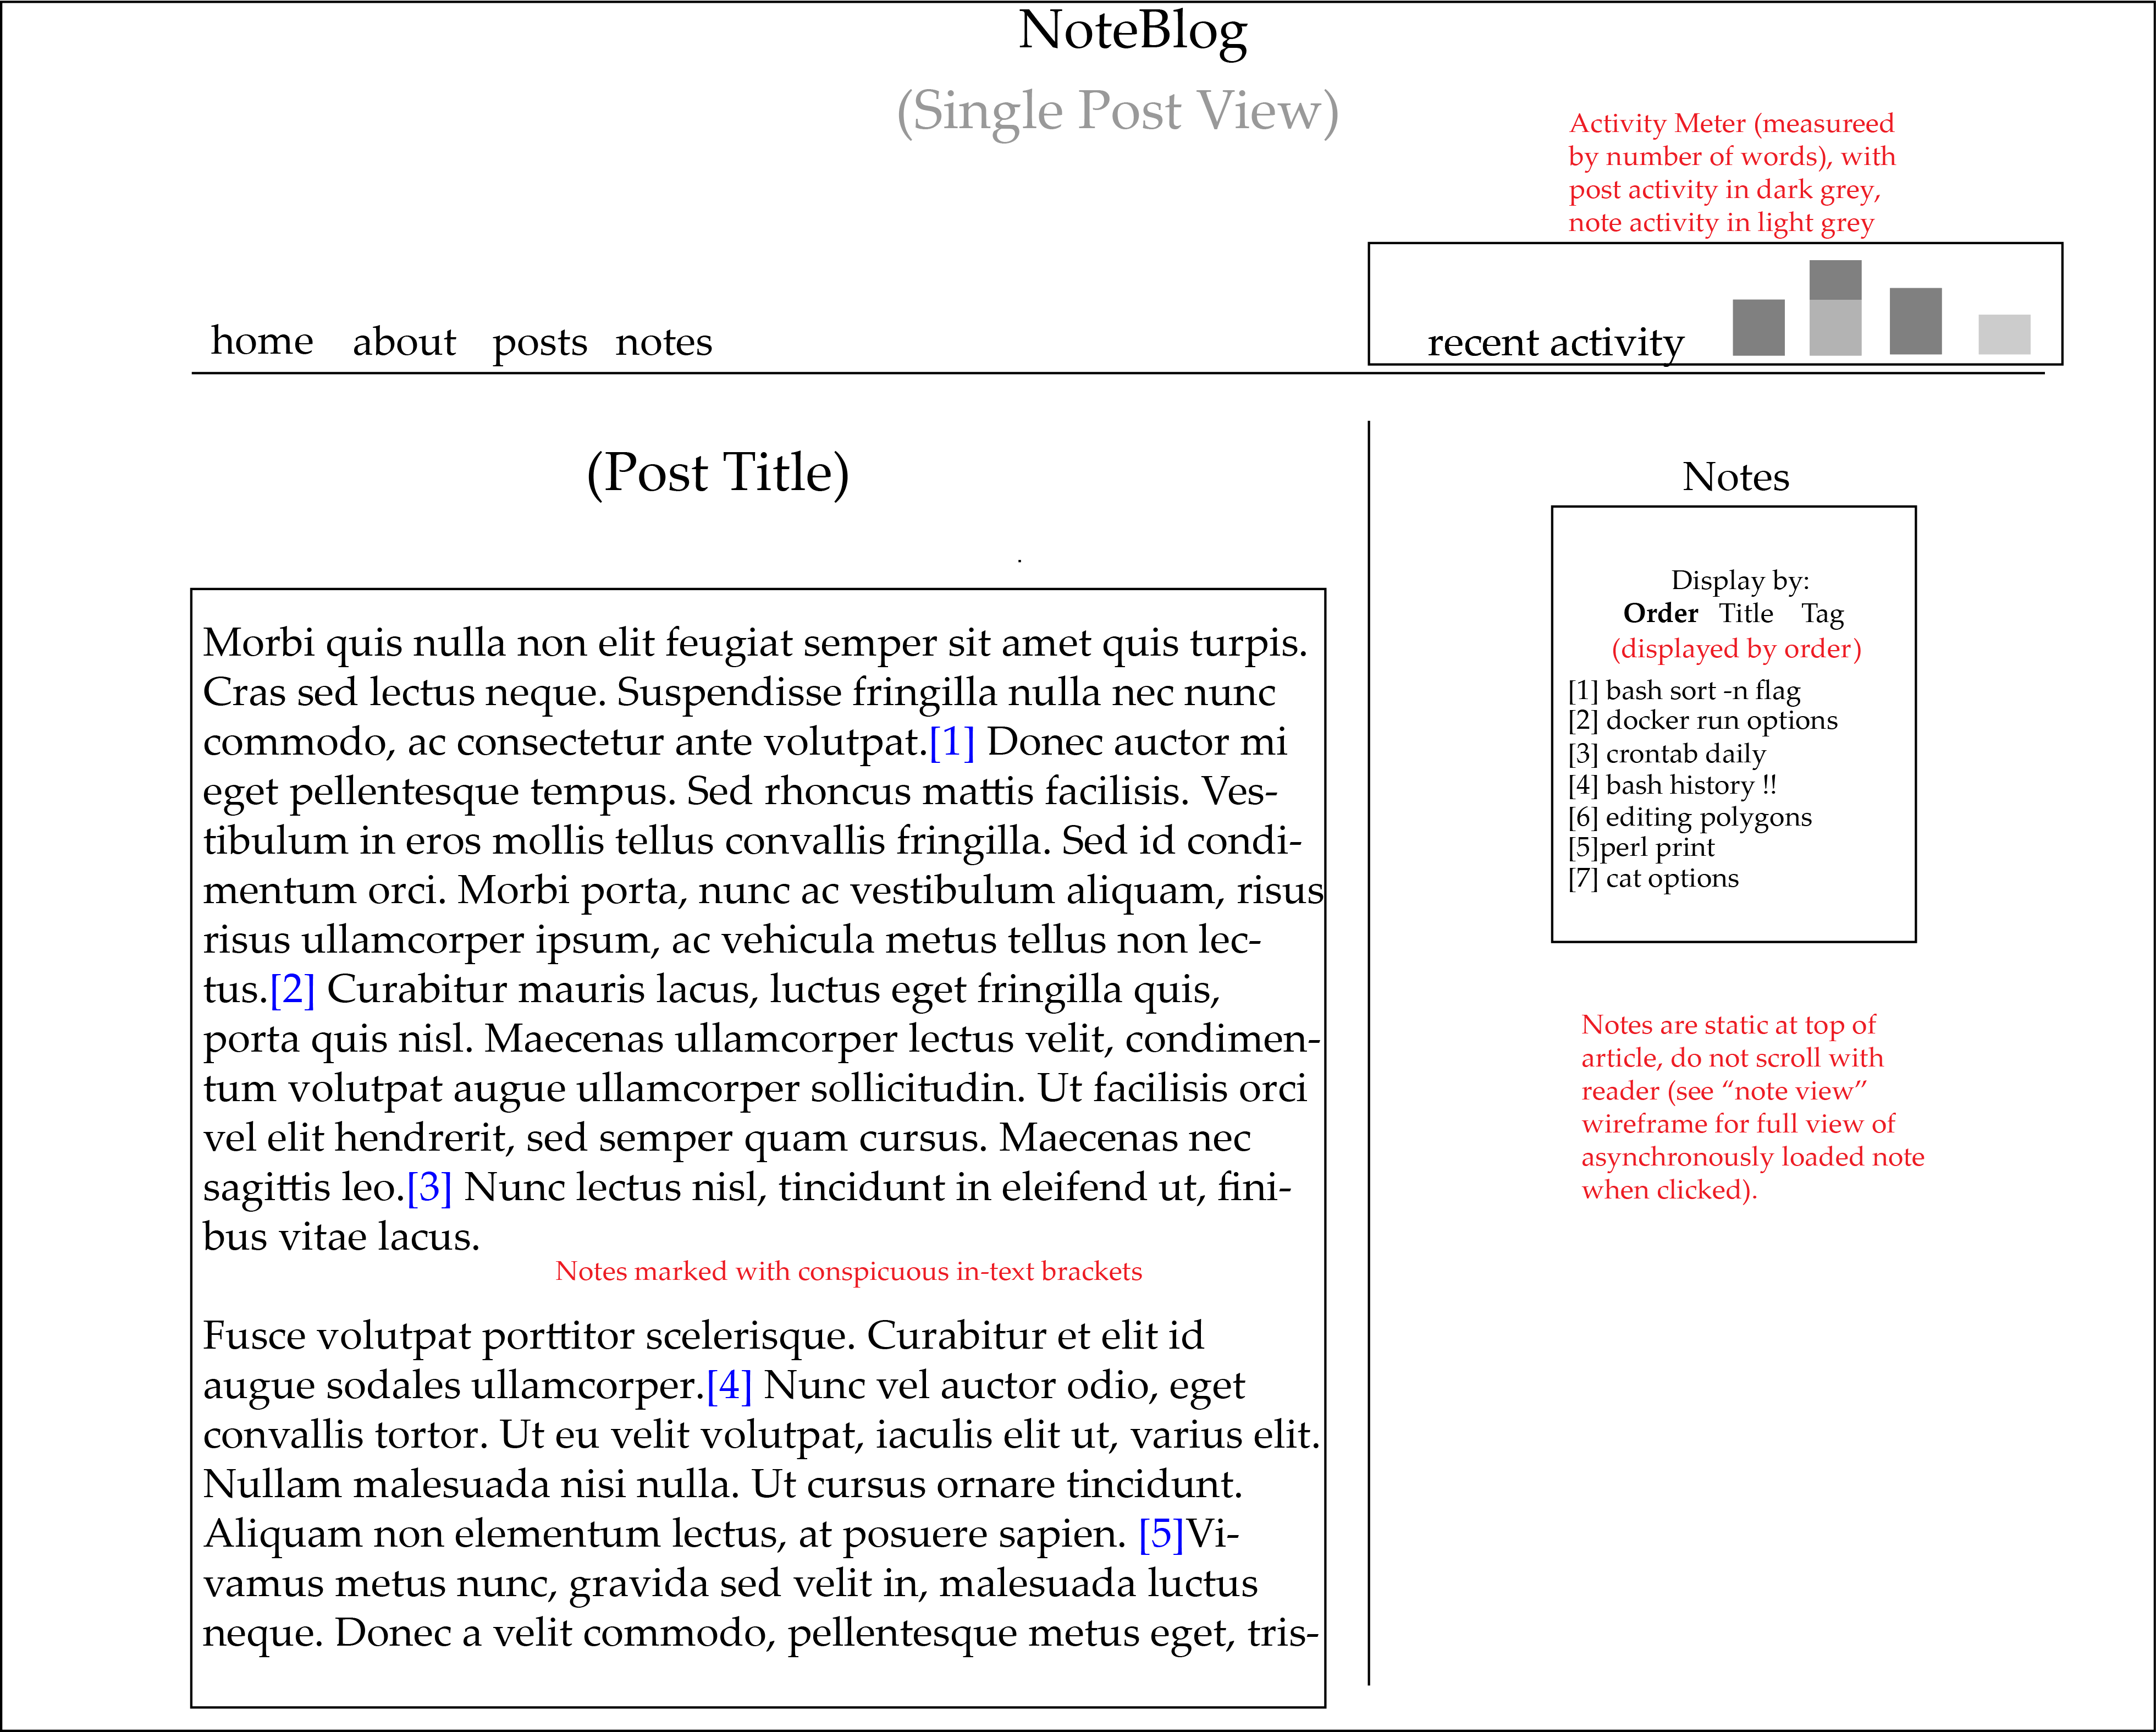 NoteBlog
(Single Post View)
Activity Meter (measureed
by number of words), with
post activity in dark grey,
note activity in light grey
home about posts notes
recent activity
(Post Title)
Morbi quis nulla non elit feugiat semper sit amet quis turpis.
Cras sed lectus neque. Suspendisse fringilla nulla nec nunc
commodo, ac consectetur ante volutpat.[1] Donec auctor mi
eget pellentesque tempus. Sed rhoncus mattis facilisis. Ves-
tibulum in eros mollis tellus convallis fringilla. Sed id condi-
mentum orci. Morbi porta, nunc ac vestibulum aliquam, risus
risus ullamcorper ipsum, ac vehicula metus tellus non lec-
tus.[2] Curabitur mauris lacus, luctus eget fringilla quis,
porta quis nisl. Maecenas ullamcorper lectus velit, condimen-
tum volutpat augue ullamcorper sollicitudin. Ut facilisis orci
vel elit hendrerit, sed semper quam cursus. Maecenas nec
sagittis leo.[3] Nunc lectus nisl, tincidunt in eleifend ut, fini-
bus vitae lacus.
Notes marked with conspicuous in-text brackets
Fusce volutpat porttitor scelerisque. Curabitur et elit id
augue sodales ullamcorper.[4] Nunc vel auctor odio, eget
convallis tortor. Ut eu velit volutpat, iaculis elit ut, varius elit.
Nullam malesuada nisi nulla. Ut cursus ornare tincidunt.
Aliquam non elementum lectus, at posuere sapien. [5]Vi-
vamus metus nunc, gravida sed velit in, malesuada luctus
neque. Donec a velit commodo, pellentesque metus eget, tris-
Notes
Display by:
Order Title Tag
(displayed by order)
[1] bash sort -n flag
[2] docker run options
[3] crontab daily
[4] bash history !!
[6] editing polygons
[5]perl print
[7] cat options
Notes are static at top of
article, do not scroll with
reader (see “note view”
wireframe for full view of
asynchronously loaded note
when clicked).